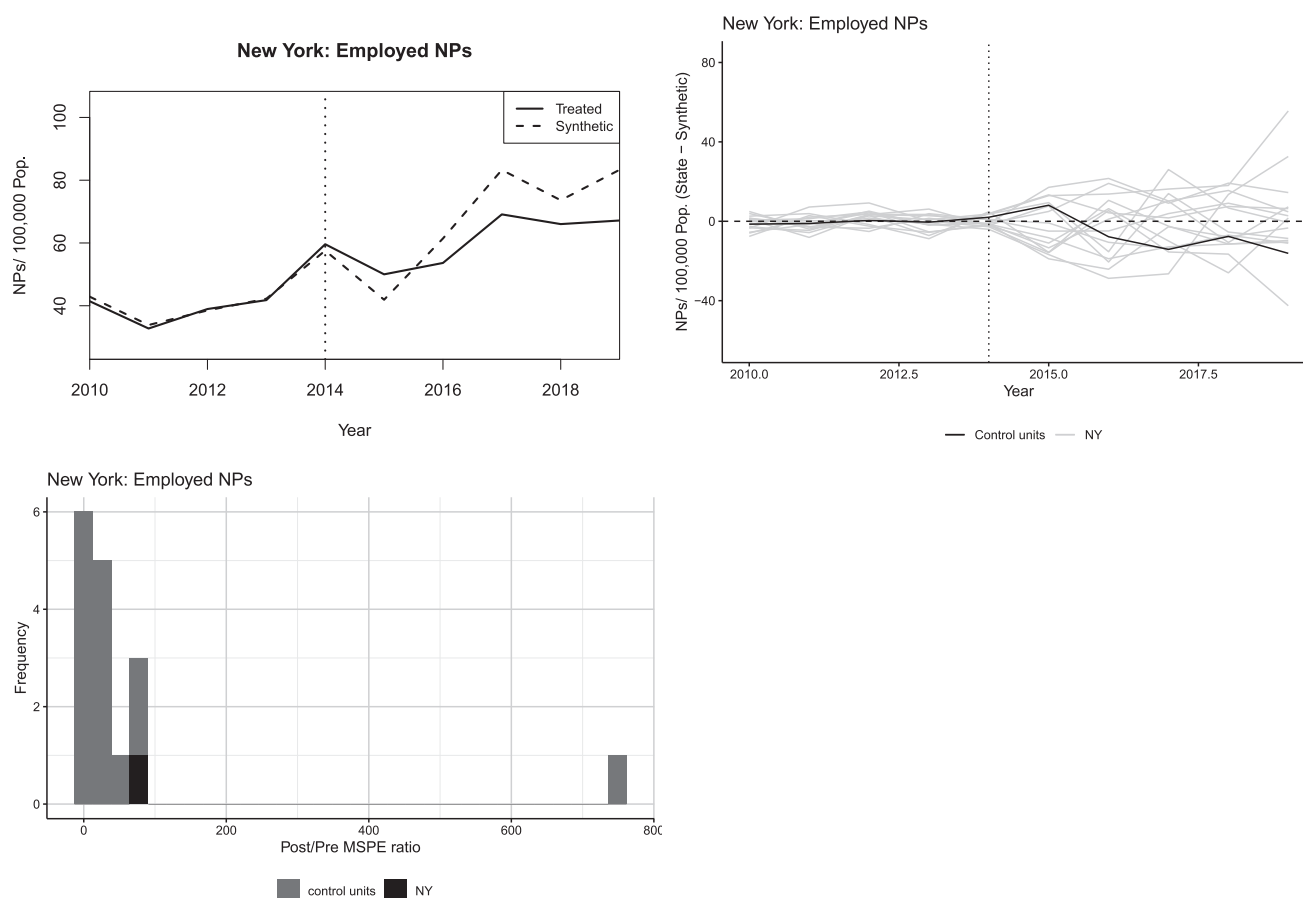 New York: Employed NPs
NPs/ 100,000 Pop.
100
80
60
40
Treated
Synthetic
2010 2012 2014 2016 2018
Year
New York: Employed NPs
NPs/ 100,000 Pop. (State − Synthetic)
80
40
0
−40
2010.0 2012.5 2015.0 2017.5
Year
Control units NY
New York: Employed NPs
Frequency
6
4
2
0
0 200 400 600 800
Post/Pre MSPE ratio
control units NY